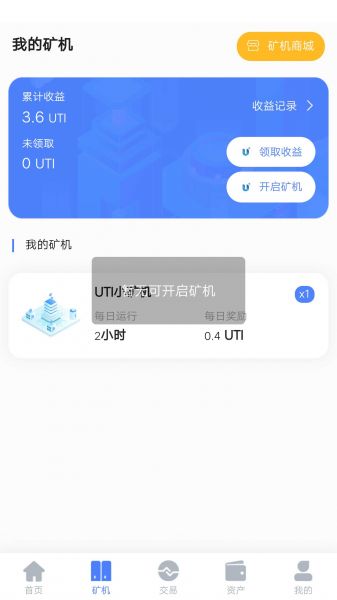 我的矿机
矿机商城
累计收益
3.6 UTI
收益记录
未领取
0 UTI
领取收益
开启矿机
我的矿机
UTI小矿机
暂无可开启矿机
x1
每日运行
每日奖励
2小时
0.4 UTI
首页
矿机
交易
资产
我的